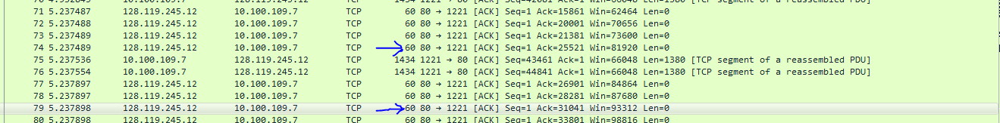 70 4.992849 10.100.109.7 128.119.245.12 TCP 1434 1221 → 80 [ACK] Seq=42081 Ack=1 Win=66048 Len=1380 [TCP segment of a reassembled PDU]
71 5.237487 128.119.245.12 10.100.109.7 TCP 60 80 → 1221 [ACK] Seq=1 Ack=15861 Win=62464 Len=0
72 5.237488 128.119.245.12 10.100.109.7 TCP 60 80 → 1221 [ACK] Seq=1 Ack=20001 Win=70656 Len=0
73 5.237489 128.119.245.12 10.100.109.7 TCP 60 80 → 1221 [ACK] Seq=1 Ack=21381 Win=73600 Len=0
74 5.237489 128.119.245.12 10.100.109.7 TCP 60 80 → 1221 [ACK] Seq=1 Ack=25521 Win=81920 Len=0
75 5.237536 10.100.109.7 128.119.245.12 TCP 1434 1221 → 80 [ACK] Seq=43461 Ack=1 Win=66048 Len=1380 [TCP segment of a reassembled PDU]
76 5.237554 10.100.109.7 128.119.245.12 TCP 1434 1221 → 80 [ACK] Seq=44841 Ack=1 Win=66048 Len=1380 [TCP segment of a reassembled PDU]
77 5.237897 128.119.245.12 10.100.109.7 TCP 60 80 → 1221 [ACK] Seq=1 Ack=26901 Win=84864 Len=0
78 5.237897 128.119.245.12 10.100.109.7 TCP 60 80 → 1221 [ACK] Seq=1 Ack=28281 Win=87680 Len=0
79 5.237898 128.119.245.12 10.100.109.7 TCP 60 80 → 1221 [ACK] Seq=1 Ack=31041 Win=93312 Len=0
80 5.237898 128.119.245.12 10.100.109.7 TCP 60 80 → 1221 [ACK] Seq=1 Ack=33801 Win=98816 Len=0